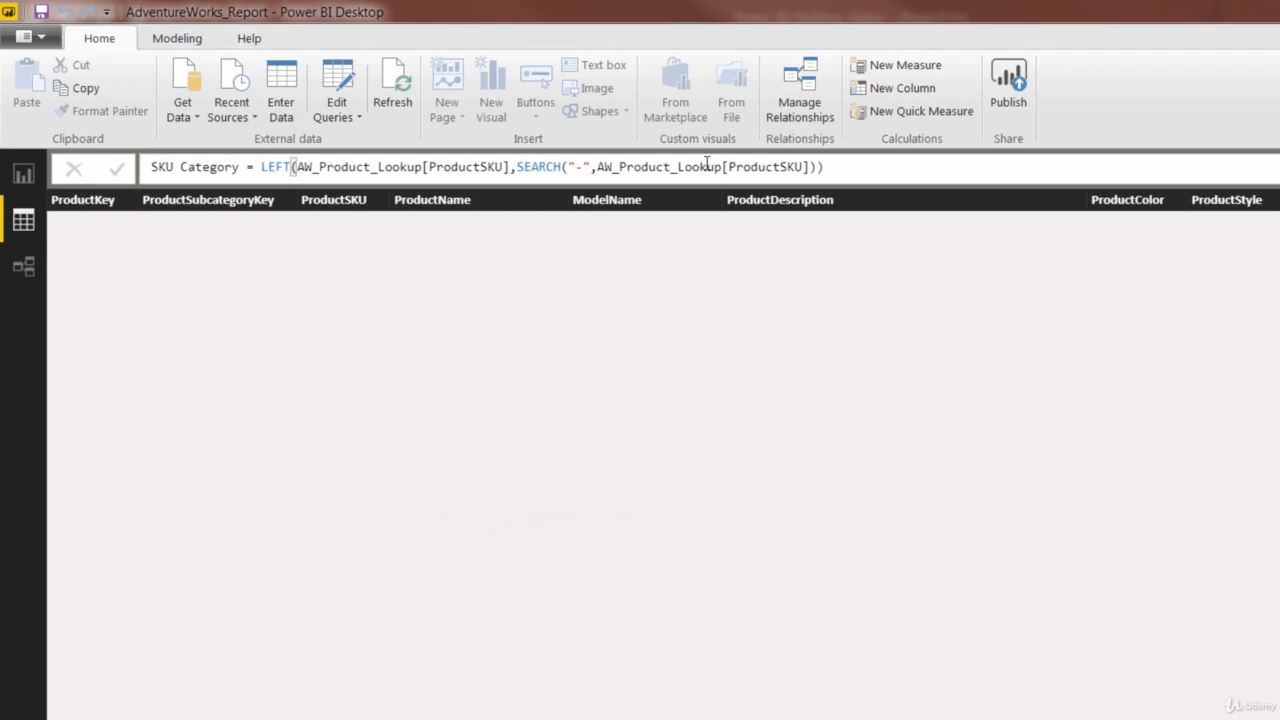 AdventureWorks_Report - Power BI Desktop
Home Modeling Help
Paste
Cut
Copy
Format Painter
Clipboard
Get Data
Recent Sources
Enter Data
Edit Queries
Refresh
External data
New Page
New Visual
Buttons
Text box
Image
Shapes
Insert
From Marketplace
From File
Custom visuals
Manage Relationships
Relationships
New Measure
New Column
New Quick Measure
Calculations
Publish
Share
SKU Category = LEFT(AW_Product_Lookup[ProductSKU],SEARCH("-",AW_Product_Lookup[ProductSKU]))
ProductKey ProductSubcategoryKey ProductSKU ProductName ModelName ProductDescription ProductColor ProductStyle
Udemy